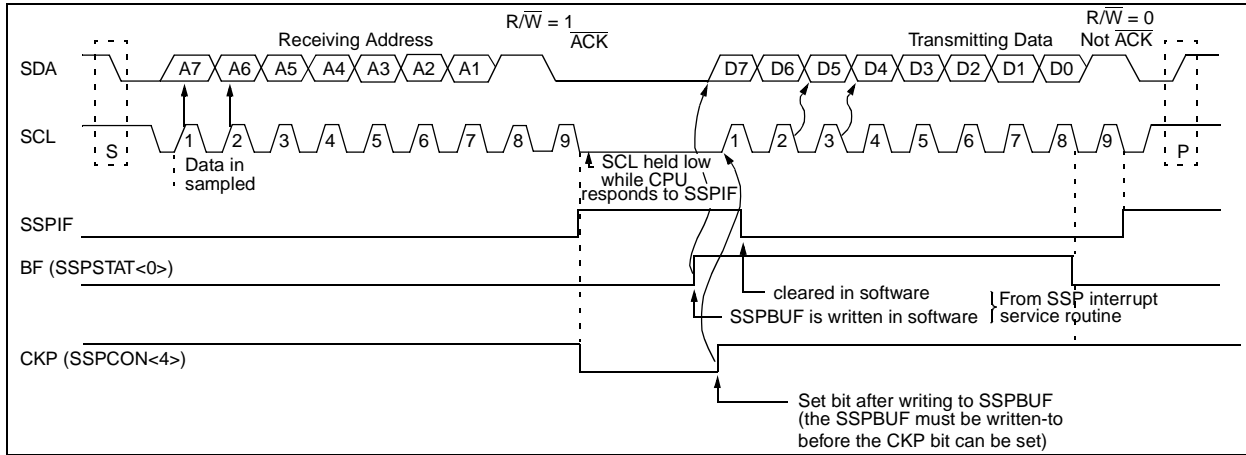 R/W = 1
ACK
R/W = 0
Not ACK
Receiving Address
Transmitting Data
SDA
A7 A6 A5 A4 A3 A2 A1
D7 D6 D5 D4 D3 D2 D1 D0
SCL
1 2 3 4 5 6 7 8 9
1 2 3 4 5 6 7 8 9
S
P
Data in
sampled
SCL held low
while CPU
responds to SSPIF
SSPIF
BF (SSPSTAT<0>)
cleared in software
SSPBUF is written in software
From SSP interrupt
service routine
CKP (SSPCON<4>)
Set bit after writing to SSPBUF
(the SSPBUF must be written-to
before the CKP bit can be set)